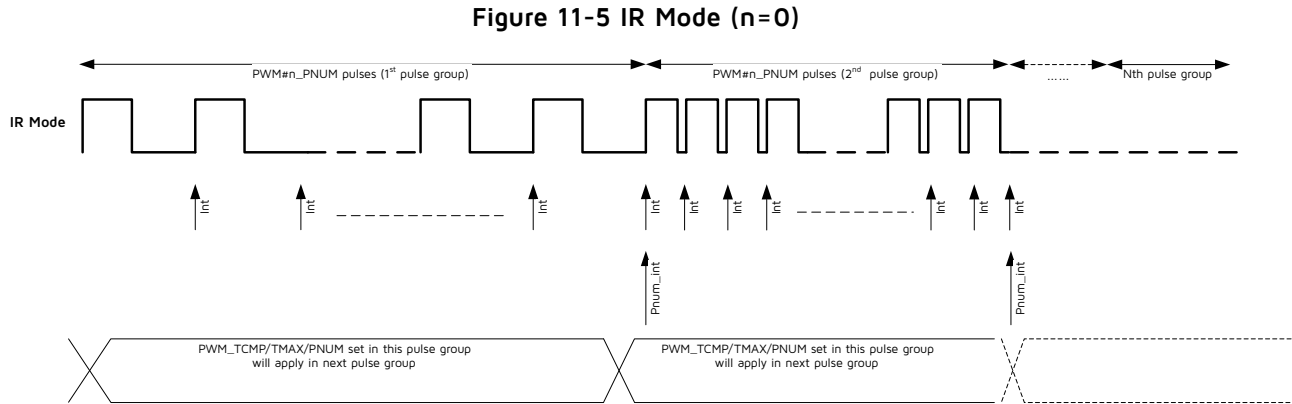 Figure 11-5 IR Mode (n=0)
PWM#n_PNUM pulses (1st pulse group)
PWM#n_PNUM pulses (2nd pulse group)
……
Nth pulse group
IR Mode
Int
Int
Int
Int
Int
Int
Int
Int
Int
Int
Pnum_int
Pnum_int
PWM_TCMP/TMAX/PNUM set in this pulse group
will apply in next pulse group
PWM_TCMP/TMAX/PNUM set in this pulse group
will apply in next pulse group